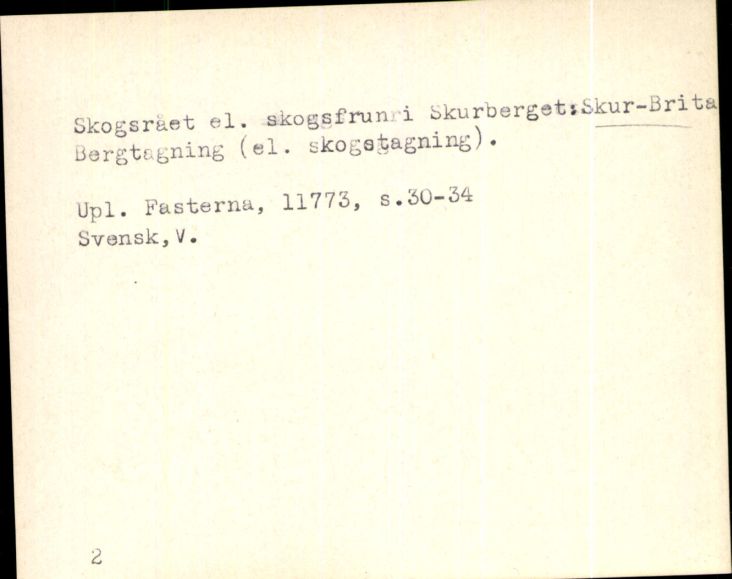 Skogsrået el. skogsfrun i Skurberget:Skur-Brita
Bergtagning (el. skogstagning).
Upl. Fasterna, 11773, s.30-34
Svensk,V.
2